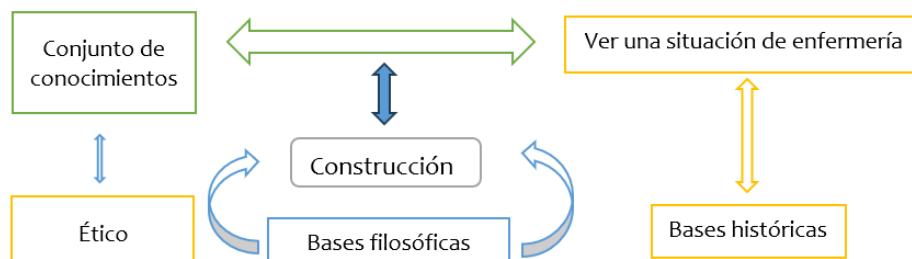 Conjunto de
conocimientos
Ver una situación de enfermería
Construcción
Ético
Bases filosóficas
Bases históricas